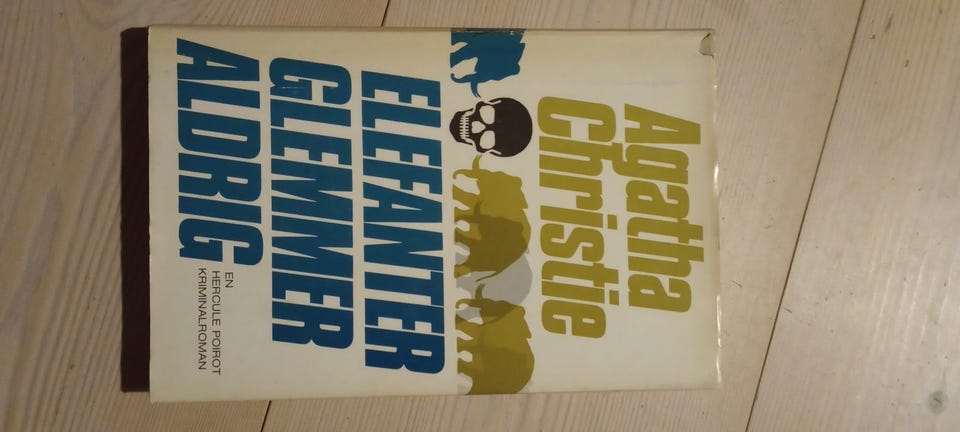 Agatha
Christie
ELEFANTER
GLEMMER
ALDRIG
EN
HERCULE POIROT
KRIMINALROMAN